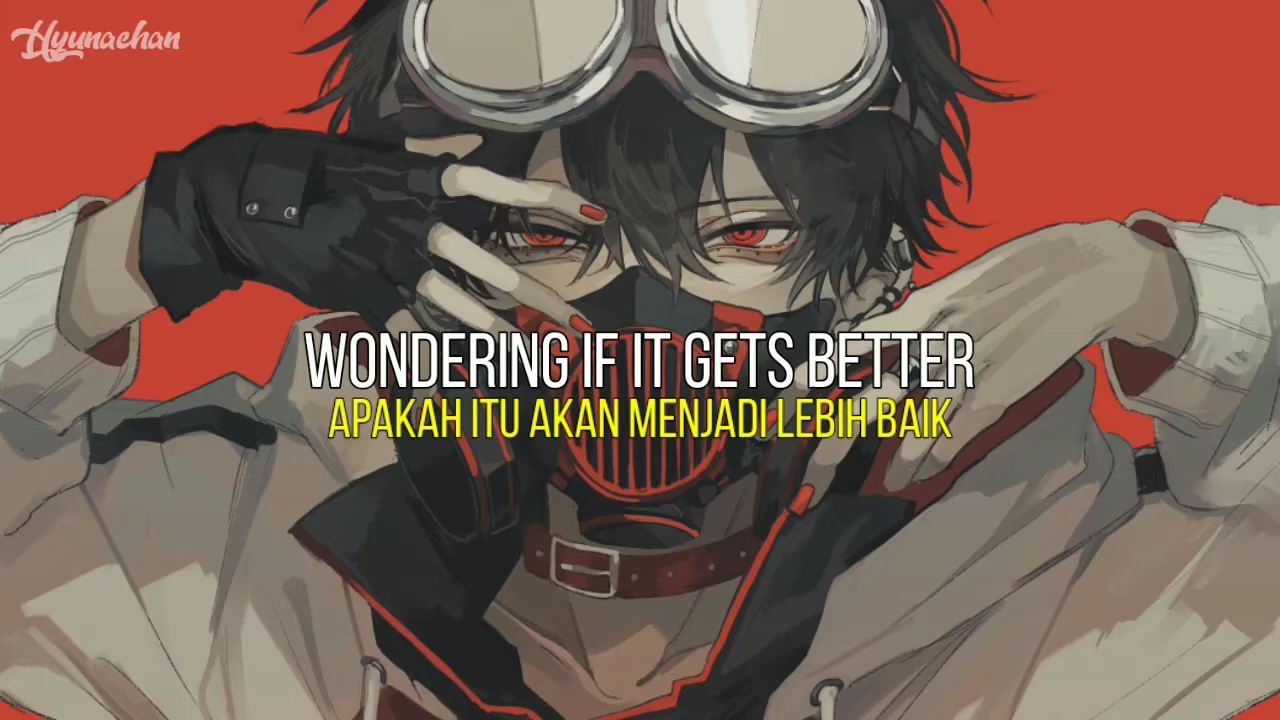 Hyunachan
WONDERING IF IT GETS BETTER
APAKAH ITU AKAN MENJADI LEBIH BAIK